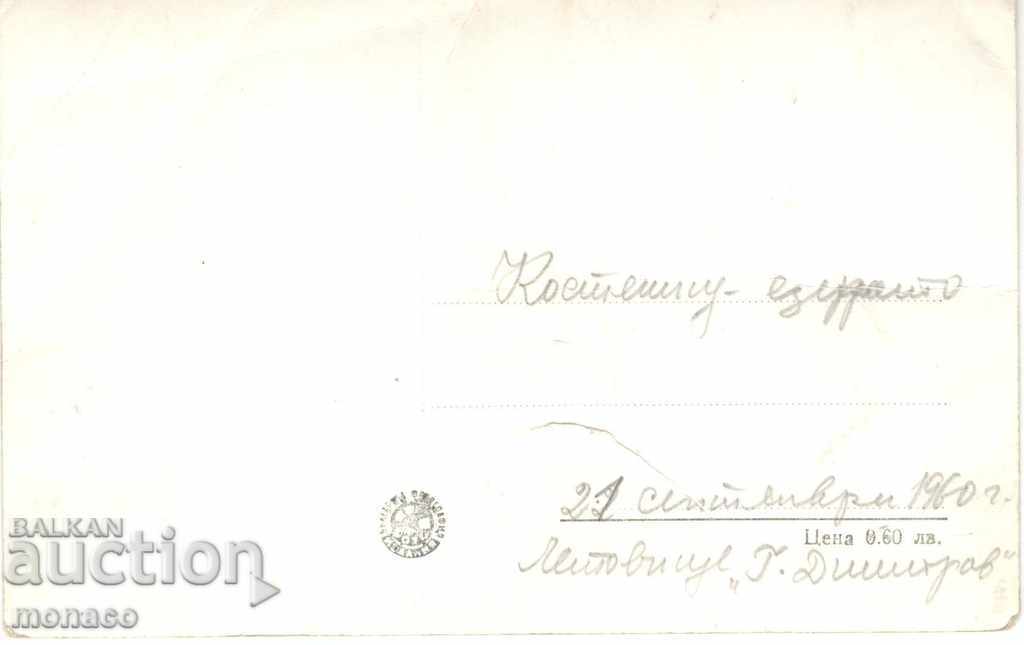 Костенец - езерото
21 септември 1960 г.
Цена 0.60 лв.
Летовище „Г. Димитров"
BALKAN
auction
monaco